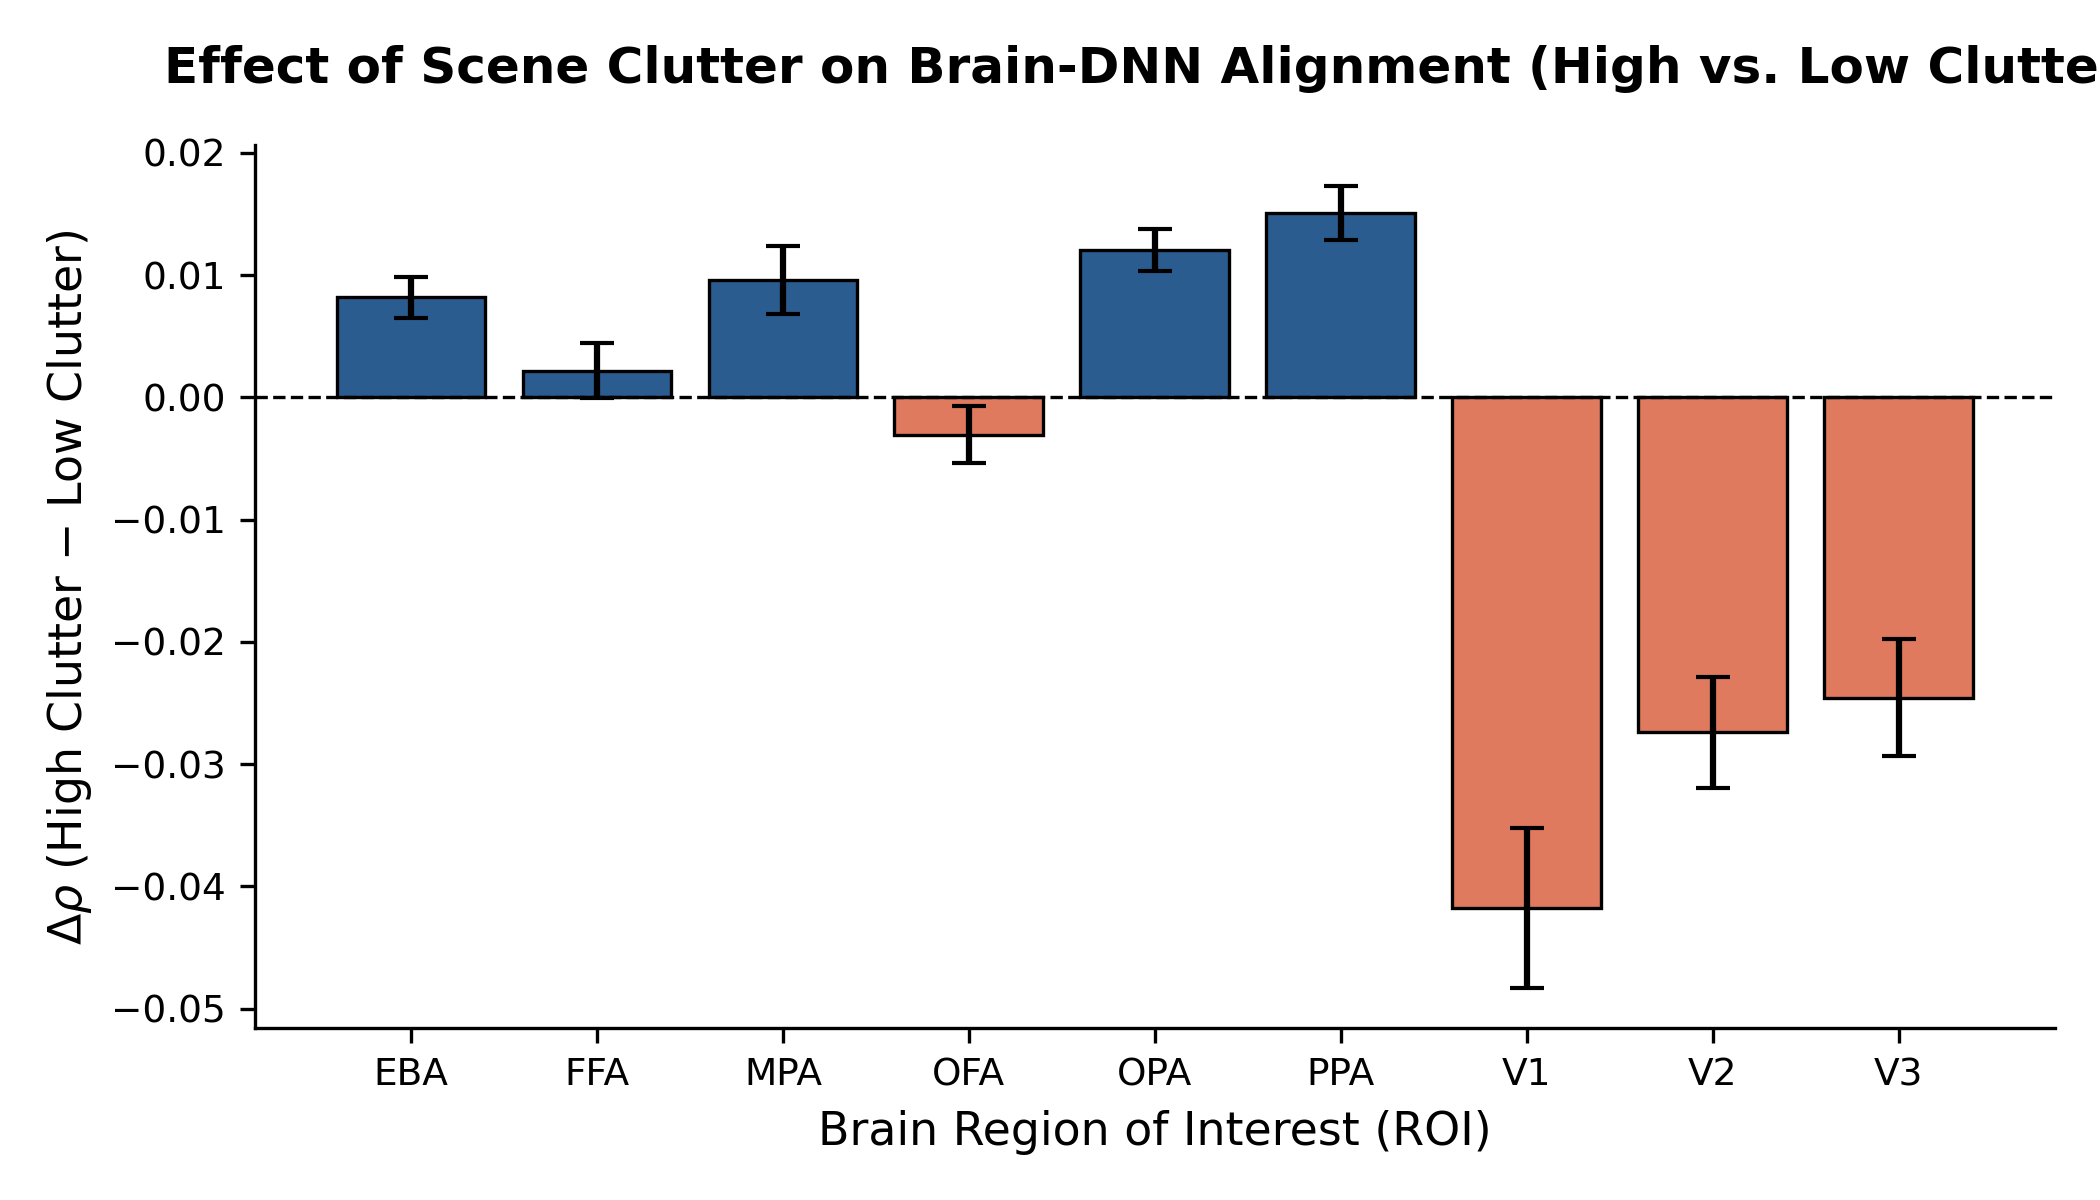 Effect of Scene Clutter on Brain-DNN Alignment (High vs. Low Clutte
Δρ (High Clutter − Low Clutter)
0.02
0.01
0.00
−0.01
−0.02
−0.03
−0.04
−0.05
EBA FFA MPA OFA OPA PPA V1 V2 V3
Brain Region of Interest (ROI)